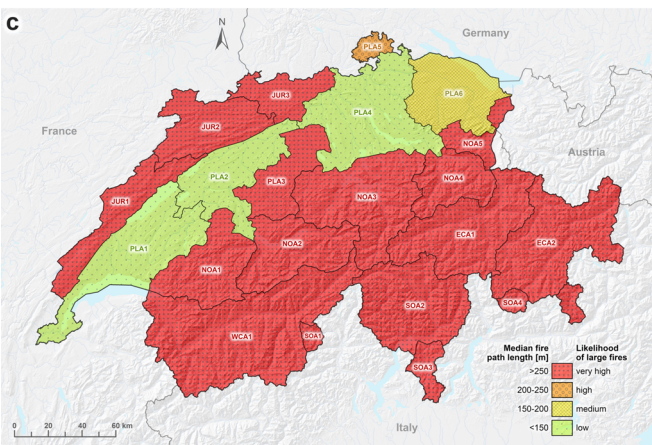 C
N
Germany
France
Austria
Italy
PLA5
PLA6
JUR3
PLA4
JUR2
NOA5
PLA2
PLA3
NOA4
NOA3
JUR1
ECA1
ECA2
PLA1
NOA2
NOA1
SOA4
SOA2
WCA1
SOA1
SOA3
Median fire path length [m]
Likelihood of large fires
>250 very high
200-250 high
150-200 medium
<150 low
0 20 40 60 km